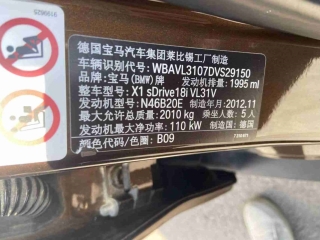 德国宝马汽车集团莱比锡工厂制造
车辆识别代号: WBAVL3107DVS29150
品牌: 宝马(BMW)牌 发动机排量: 1995 ml
整车型号: X1 sDrive18i VL31V
发动机型号: N46B20E 制造年月: 2012.11
最大允许总质量: 2010 kg 乘坐人数: 5 人
发动机额定功率: 110 kW 制造国: 德国
颜色代码/色圈: B09